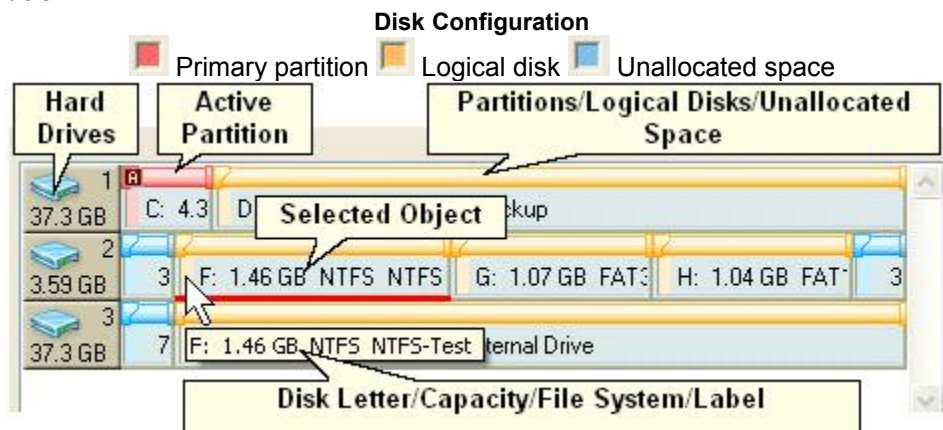 Disk Configuration
Primary partition Logical disk Unallocated space
Hard Drives
Active Partition
Partitions/Logical Disks/Unallocated Space
1 A
37.3 GB C: 4.3 D kup
Selected Object
2
3.59 GB 3 F: 1.46 GB NTFS NTFS G: 1.07 GB FAT3 H: 1.04 GB FAT1 3
3
37.3 GB 7 ternal Drive
F: 1.46 GB NTFS NTFS-Test
Disk Letter/Capacity/File System/Label